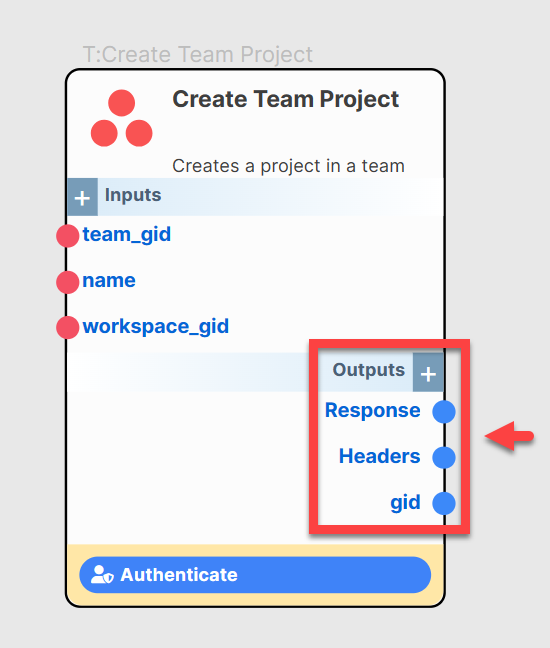 T:Create Team Project
Create Team Project
Creates a project in a team
+ Inputs
team_gid
name
workspace_gid
Outputs +
Response
Headers
gid
Authenticate